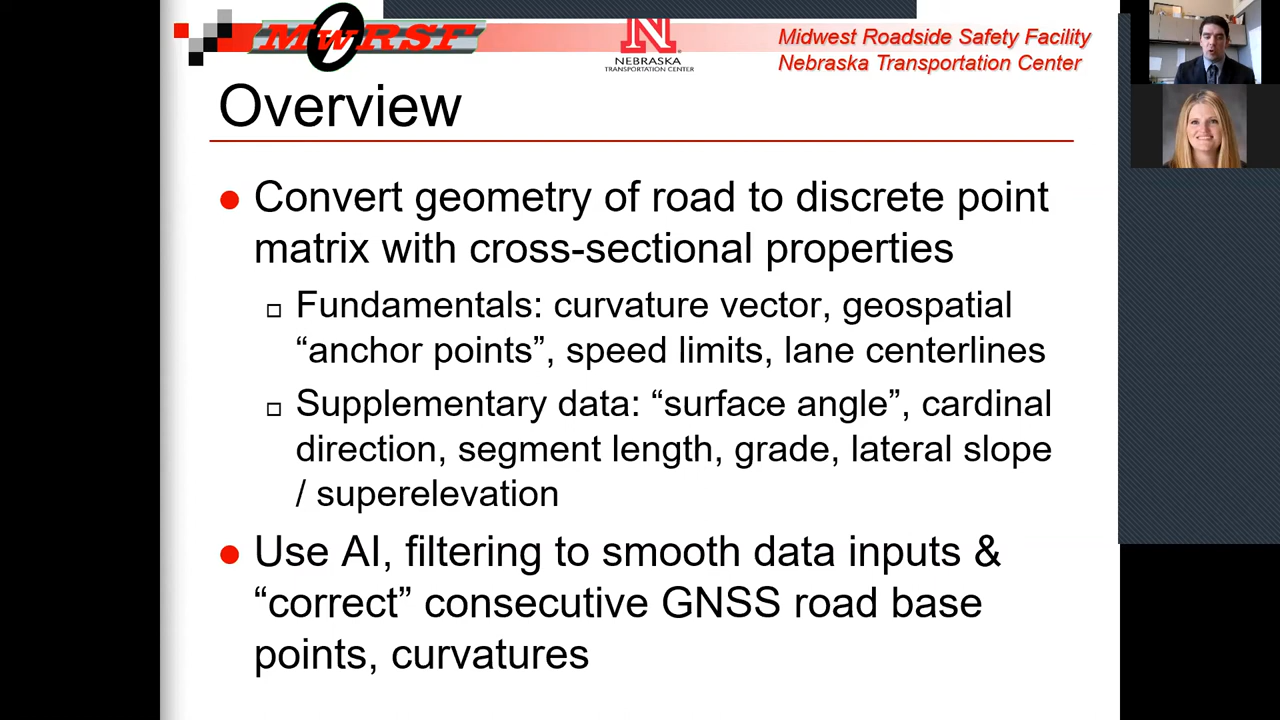 MwRSF
NEBRASKA
TRANSPORTATION CENTER
Midwest Roadside Safety Facility
Nebraska Transportation Center
Overview
Convert geometry of road to discrete point
matrix with cross-sectional properties
Fundamentals: curvature vector, geospatial
“anchor points”, speed limits, lane centerlines
Supplementary data: “surface angle”, cardinal
direction, segment length, grade, lateral slope
/ superelevation
Use AI, filtering to smooth data inputs &
“correct” consecutive GNSS road base
points, curvatures